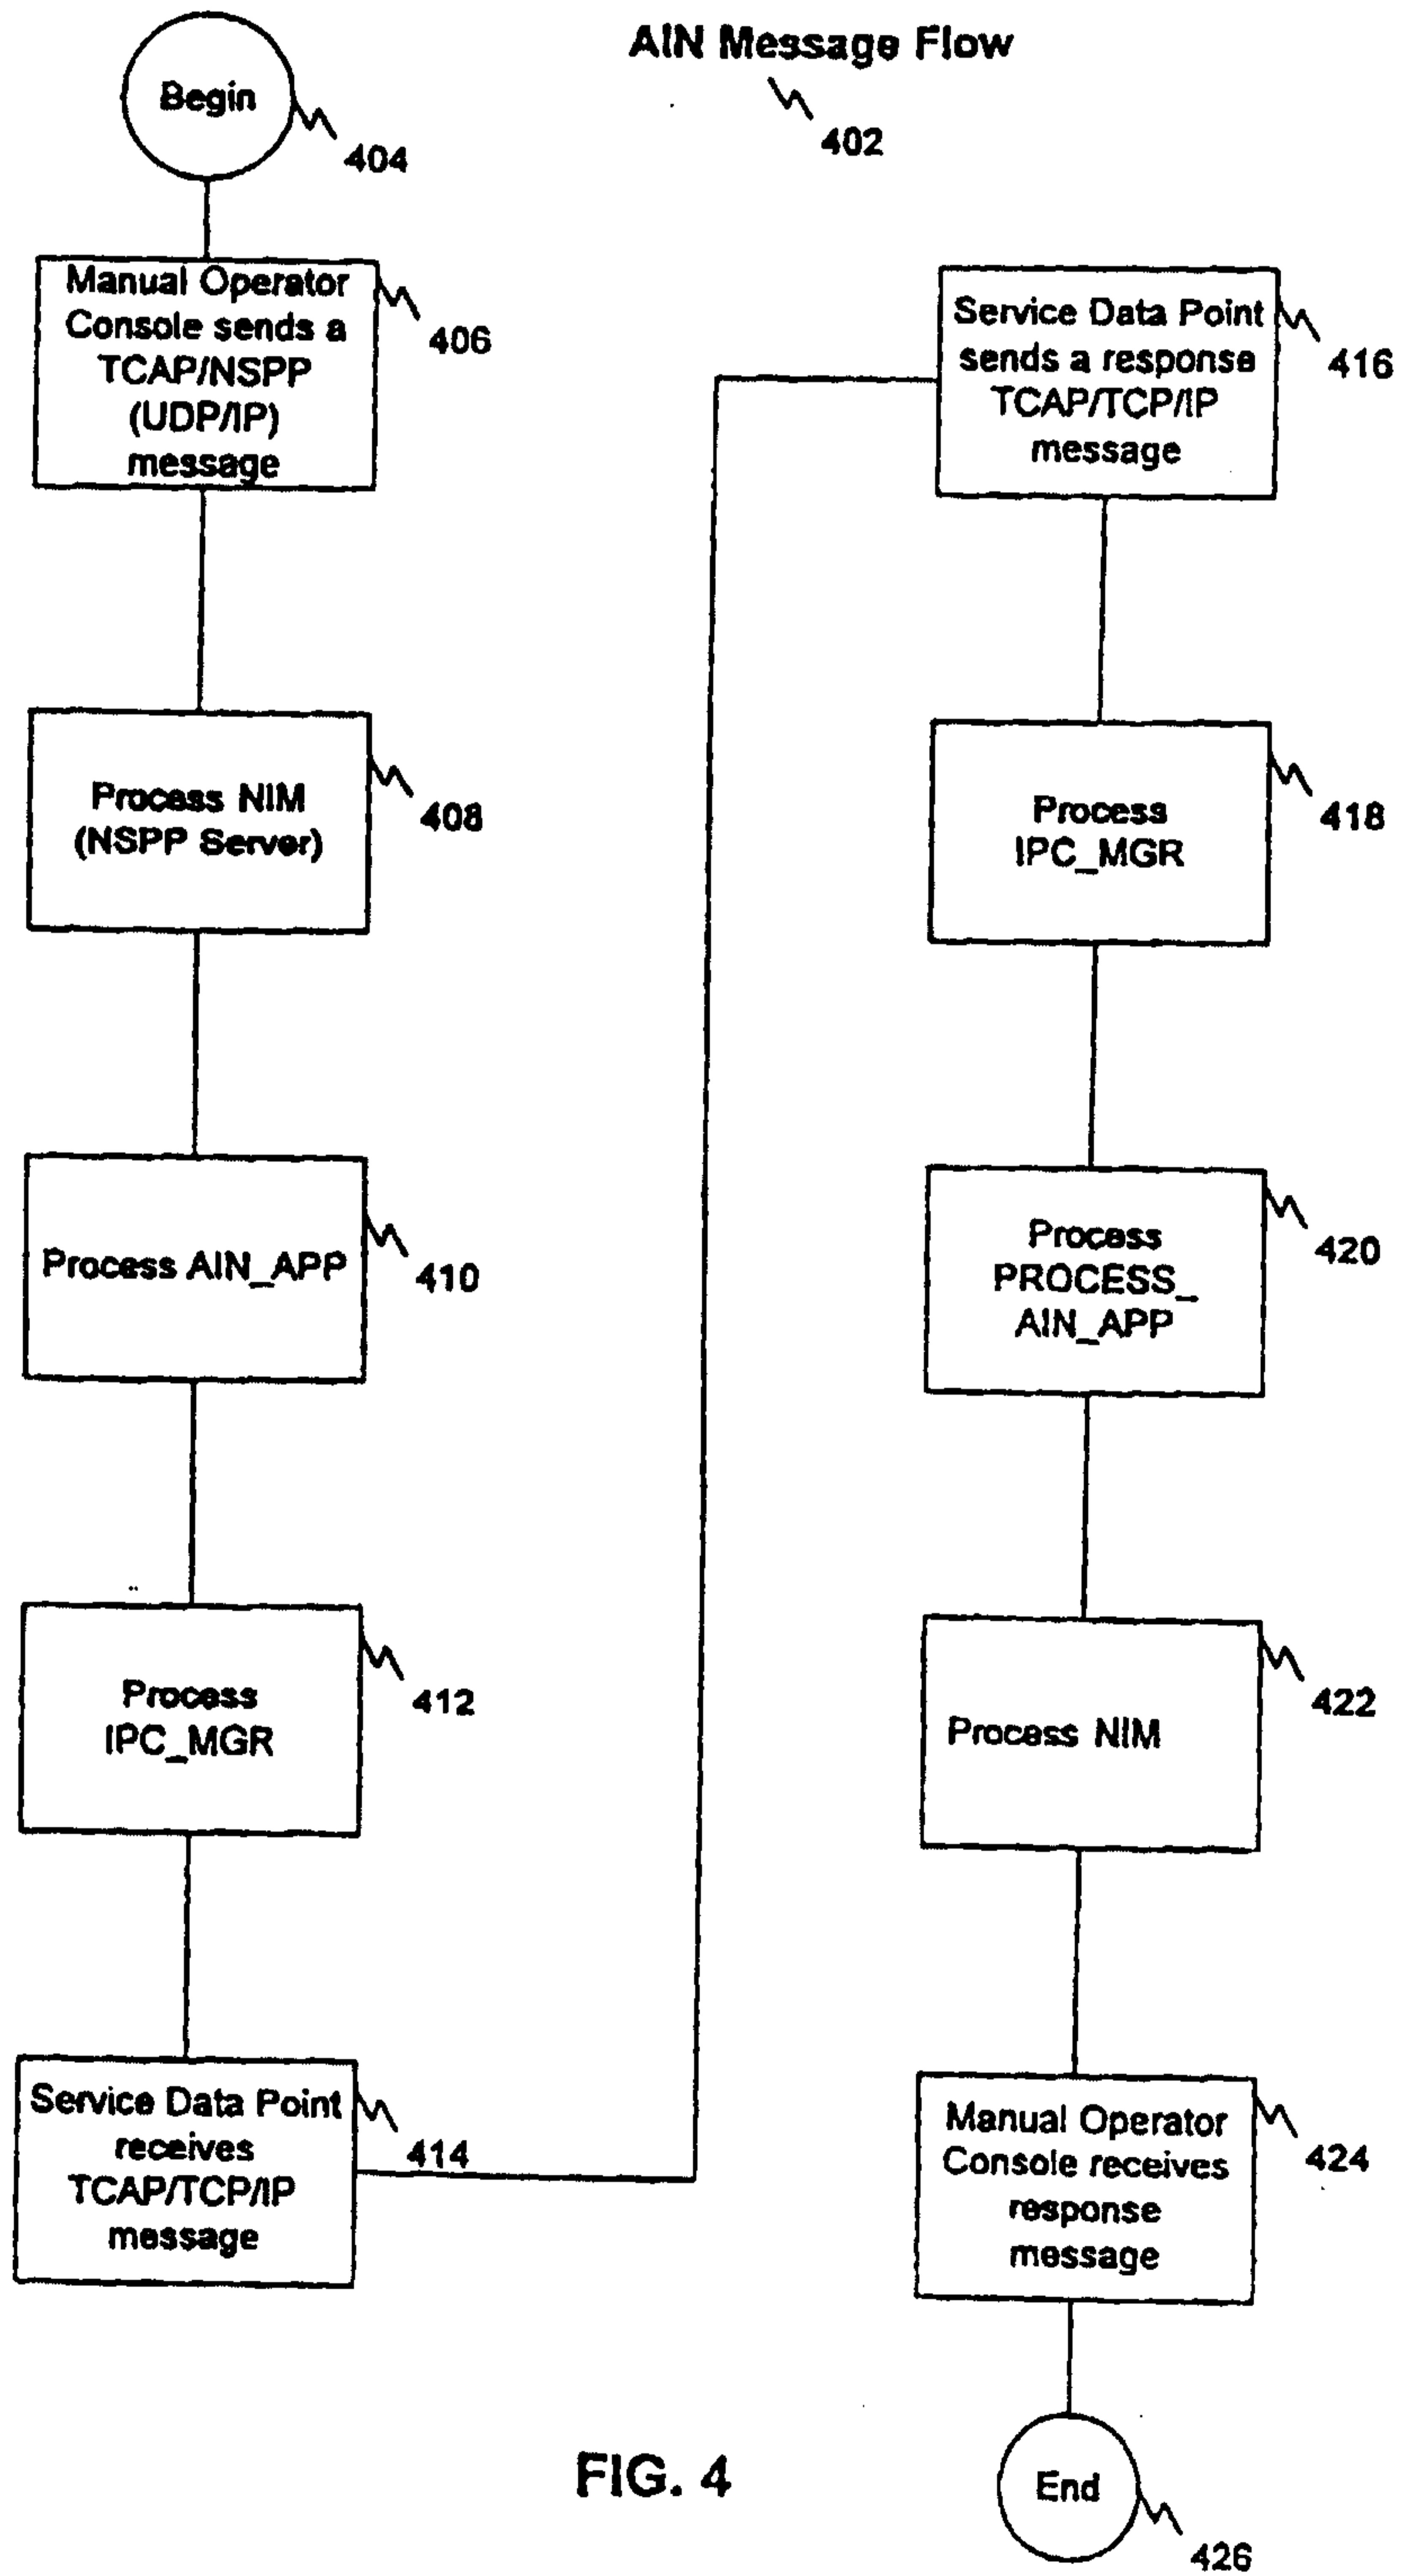 AIN Message Flow
402
Begin
404
Manual Operator
Console sends a
TCAP/NSPP
(UDP/IP)
message
406
Process NIM
(NSPP Server)
408
Process AIN_APP
410
Process
IPC_MGR
412
Service Data Point
receives
TCAP/TCP/IP
message
414
Service Data Point
sends a response
TCAP/TCP/IP
message
416
Process
IPC_MGR
418
Process
PROCESS_
AIN_APP
420
Process NIM
422
Manual Operator
Console receives
response
message
424
End
426
FIG. 4